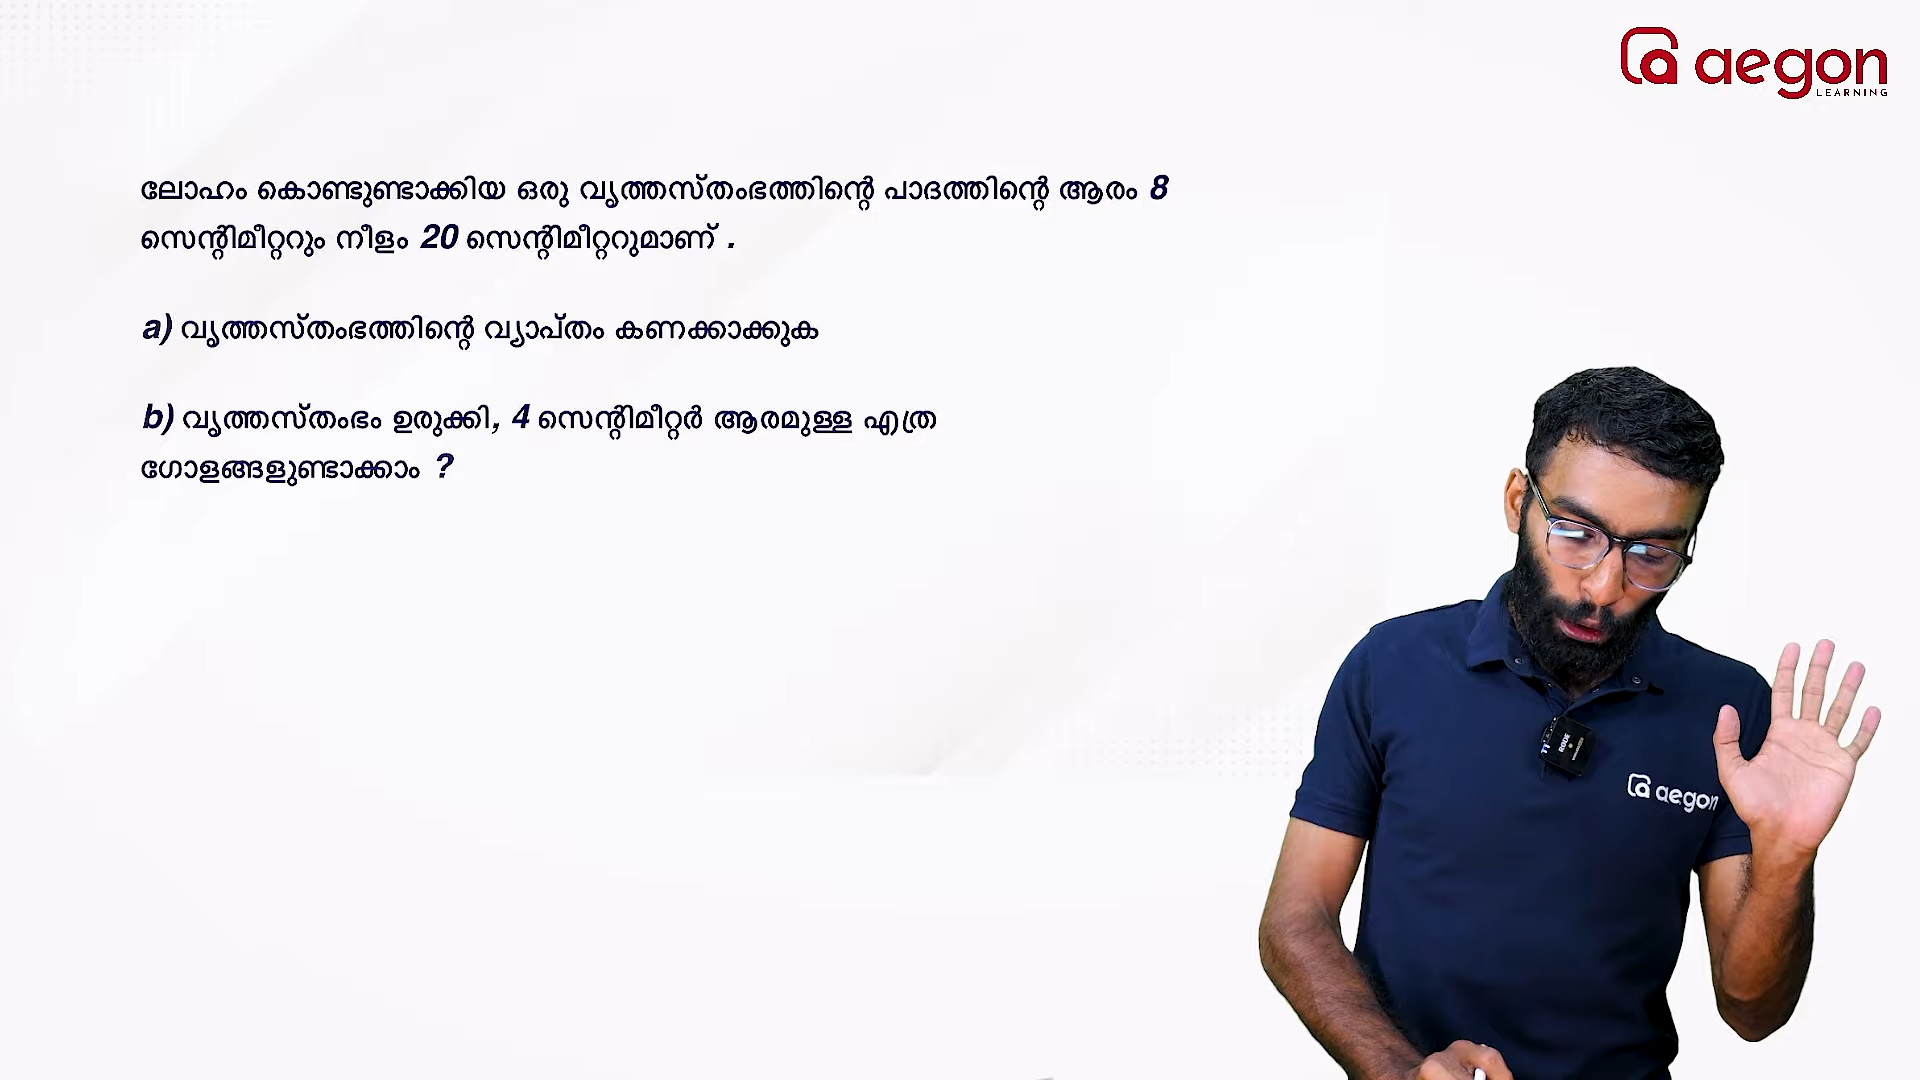 aegon
LEARNING
ലോഹം കൊണ്ടുണ്ടാക്കിയ ഒരു വൃത്തസ്തംഭത്തിന്റെ പാദത്തിന്റെ ആരം 8
സെന്റിമീറ്ററും നീളം 20 സെന്റിമീറ്ററുമാണ് .
a) വൃത്തസ്തംഭത്തിന്റെ വ്യാപ്തം കണക്കാക്കുക
b) വൃത്തസ്തംഭം ഉരുക്കി, 4 സെന്റിമീറ്റർ ആരമുള്ള എത്ര
ഗോളങ്ങളുണ്ടാക്കാം ?
RODE
aegon